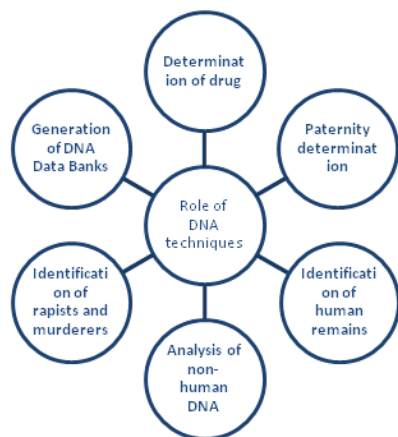 Determinat
ion of drug
Generation
of DNA
Data Banks
Paternity
determinat
ion
Role of
DNA
techniques
Identificati
on of
rapists and
murderers
Identificati
on of
human
remains
Analysis of
non-
human
DNA